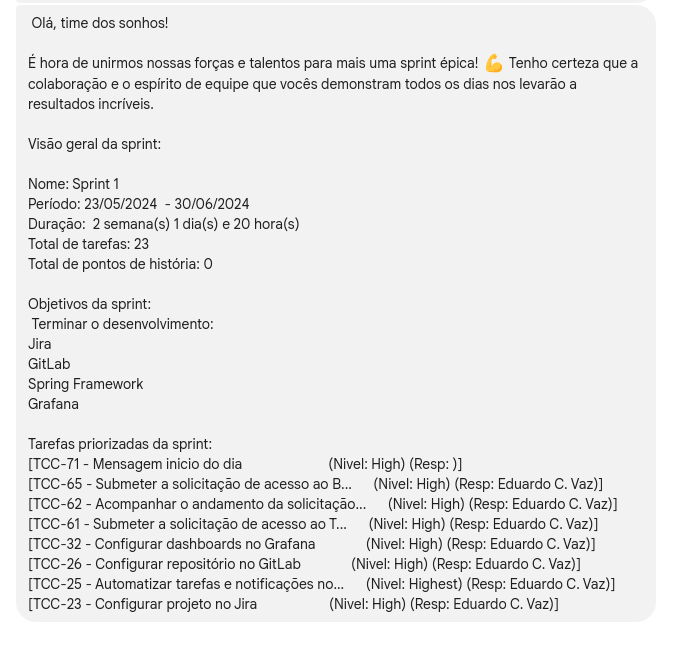 Olá, time dos sonhos!
É hora de unirmos nossas forças e talentos para mais uma sprint épica! 💪 Tenho certeza que a
colaboração e o espírito de equipe que vocês demonstram todos os dias nos levarão a
resultados incríveis.
Visão geral da sprint:
Nome: Sprint 1
Período: 23/05/2024 - 30/06/2024
Duração: 2 semana(s) 1 dia(s) e 20 hora(s)
Total de tarefas: 23
Total de pontos de história: 0
Objetivos da sprint:
Terminar o desenvolvimento:
Jira
GitLab
Spring Framework
Grafana
Tarefas priorizadas da sprint:
[TCC-71 - Mensagem inicio do dia (Nivel: High) (Resp: )]
[TCC-65 - Submeter a solicitação de acesso ao B... (Nivel: High) (Resp: Eduardo C. Vaz)]
[TCC-62 - Acompanhar o andamento da solicitação... (Nivel: High) (Resp: Eduardo C. Vaz)]
[TCC-61 - Submeter a solicitação de acesso ao T... (Nivel: High) (Resp: Eduardo C. Vaz)]
[TCC-32 - Configurar dashboards no Grafana (Nivel: High) (Resp: Eduardo C. Vaz)]
[TCC-26 - Configurar repositório no GitLab (Nivel: High) (Resp: Eduardo C. Vaz)]
[TCC-25 - Automatizar tarefas e notificações no... (Nivel: Highest) (Resp: Eduardo C. Vaz)]
[TCC-23 - Configurar projeto no Jira (Nivel: High) (Resp: Eduardo C. Vaz)]